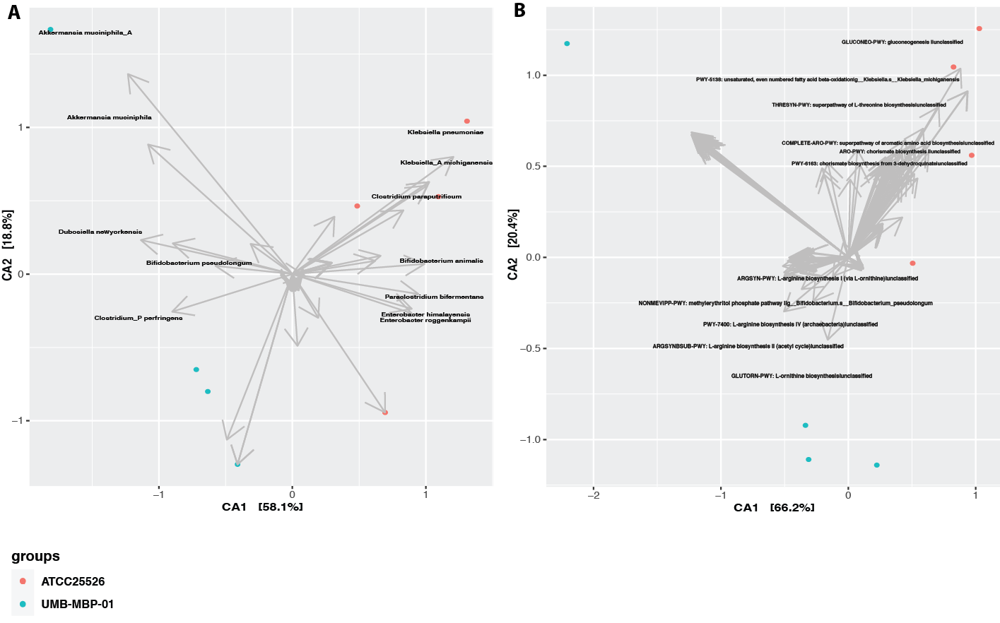 A
Akkermansia muciniphila_A
Akkermansia muciniphila
Klebsiella pneumoniae
Klebsiella_A michiganensis
Clostridium paraputrificum
Dubosiella newyorkensis
Bifidobacterium pseudolongum
Bifidobacterium animalis
Paraclostridium bifermentans
Enterobacter himalayensis
Enterobacter roggenkampii
Clostridium_P perfringens
1
0
−1
−1
0
1
CA2 [18.8%]
CA1 [58.1%]
B
GLUCONEO-PWY: gluconeogenesis I|unclassified
PWY-5138: unsaturated, even numbered fatty acid beta-oxidation|g__Klebsiella.s__Klebsiella_michiganensis
THRESYN-PWY: superpathway of L-threonine biosynthesis|unclassified
COMPLETE-ARO-PWY: superpathway of aromatic amino acid biosynthesis|unclassified
ARO-PWY: chorismate biosynthesis I|unclassified
PWY-6163: chorismate biosynthesis from 3-dehydroquinate|unclassified
ARGSYN-PWY: L-arginine biosynthesis I (via L-ornithine)|unclassified
NONMEVIPP-PWY: methylerythritol phosphate pathway I|g__Bifidobacterium.s__Bifidobacterium_pseudolongum
PWY-7400: L-arginine biosynthesis IV (archaebacteria)|unclassified
ARGSYNBSUB-PWY: L-arginine biosynthesis II (acetyl cycle)|unclassified
GLUTORN-PWY: L-ornithine biosynthesis|unclassified
1.0
0.5
0.0
−0.5
−1.0
−2
−1
0
1
CA2 [20.4%]
CA1 [66.2%]
groups
ATCC25526
UMB-MBP-01